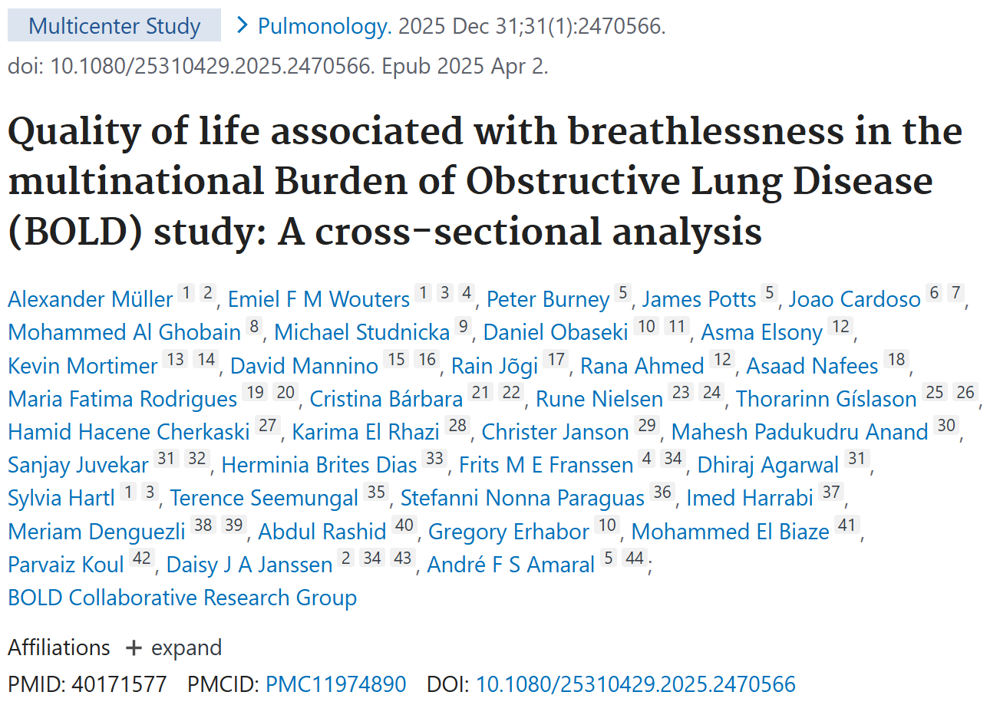 Multicenter Study > Pulmonology. 2025 Dec 31;31(1):2470566.
doi: 10.1080/25310429.2025.2470566. Epub 2025 Apr 2.
Quality of life associated with breathlessness in the
multinational Burden of Obstructive Lung Disease
(BOLD) study: A cross-sectional analysis
Alexander Müller 1 2, Emiel F M Wouters 1 3 4, Peter Burney 5, James Potts 5, Joao Cardoso 6 7,
Mohammed Al Ghobain 8, Michael Studnicka 9, Daniel Obaseki 10 11, Asma Elsony 12,
Kevin Mortimer 13 14, David Mannino 15 16, Rain Jõgi 17, Rana Ahmed 12, Asaad Nafees 18,
Maria Fatima Rodrigues 19 20, Cristina Bárbara 21 22, Rune Nielsen 23 24, Thorarinn Gíslason 25 26,
Hamid Hacene Cherkaski 27, Karima El Rhazi 28, Christer Janson 29, Mahesh Padukudru Anand 30,
Sanjay Juvekar 31 32, Herminia Brites Dias 33, Frits M E Franssen 4 34, Dhiraj Agarwal 31,
Sylvia Hartl 1 3, Terence Seemungal 35, Stefanni Nonna Paraguas 36, Imed Harrabi 37,
Meriam Denguezli 38 39, Abdul Rashid 40, Gregory Erhabor 10, Mohammed El Biaze 41,
Parvaiz Koul 42, Daisy J A Janssen 2 34 43, André F S Amaral 5 44;
BOLD Collaborative Research Group
Affiliations + expand
PMID: 40171577 PMCID: PMC11974890 DOI: 10.1080/25310429.2025.2470566